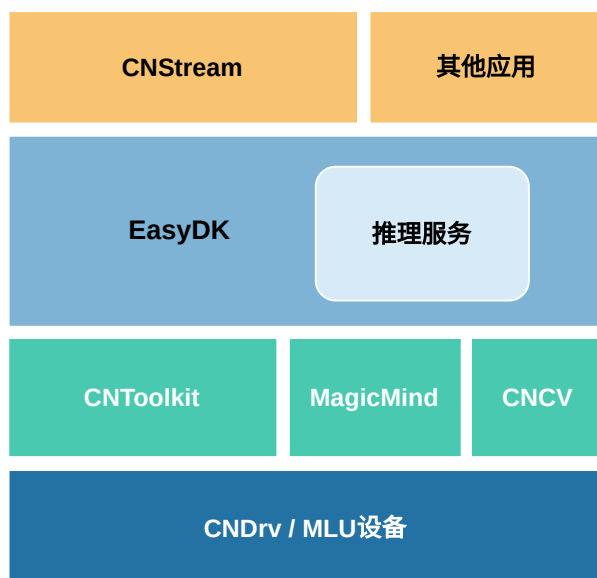 CNStream
其他应用
EasyDK
推理服务
CNToolkit
MagicMind
CNCV
CNDrv / MLU设备